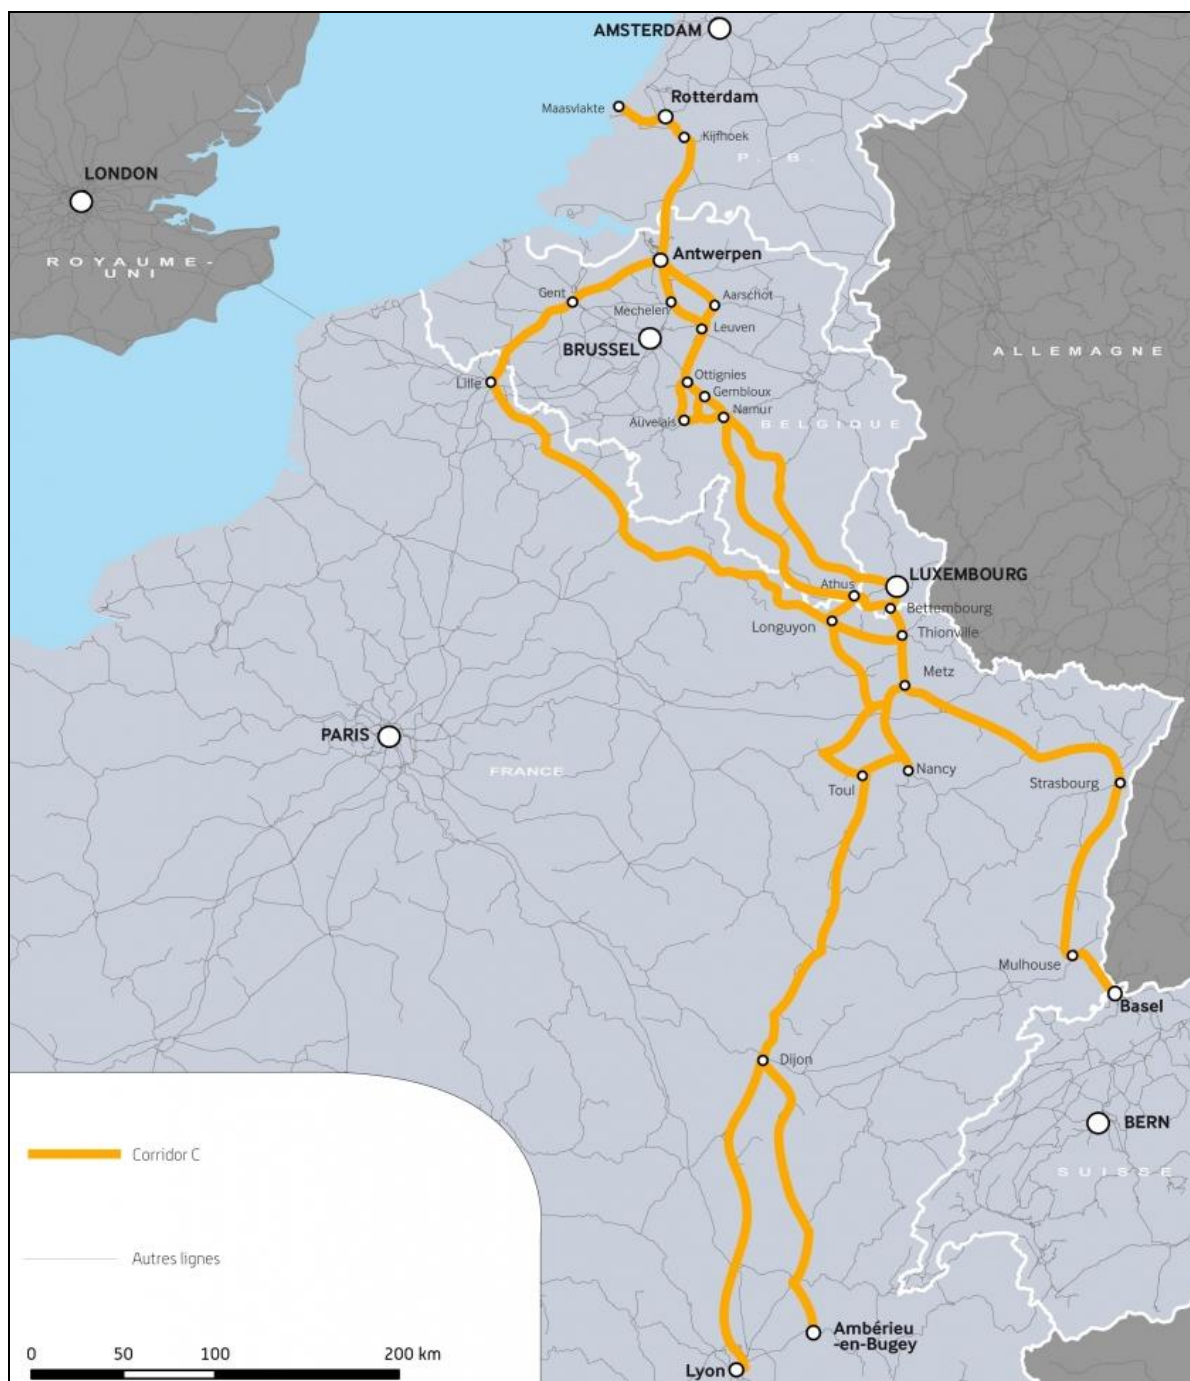 AMSTERDAM
Maasvlakte
Rotterdam
Kijfhoek
P. - B.
LONDON
ROYAUME-
UNI
Antwerpen
Gent
Mechelen
Aarschot
Leuven
BRUSSEL
ALLEMAGNE
Lille
Ottignies
Gembloux
Auvelais
Namur
BELGIQUE
LUXEMBOURG
Athus
Bettembourg
Longuyon
Thionville
Metz
PARIS
FRANCE
Nancy
Toul
Strasbourg
Mulhouse
Basel
Dijon
BERN
SUISSE
Corridor C
Autres lignes
Ambérieu
-en-Bugey
Lyon
0 50 100 200 km